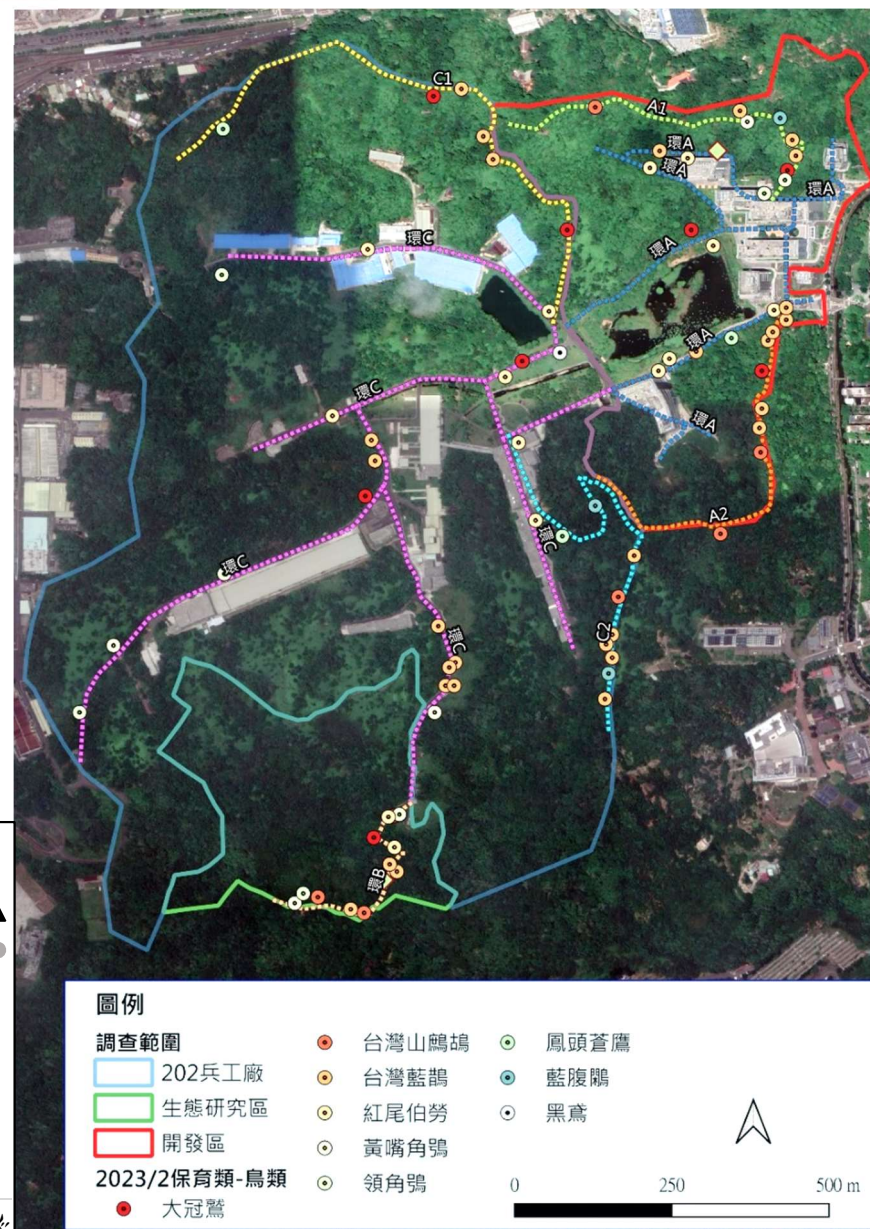 C1
A1
環A
環A
環A
環A
環C
環A
環C
環A
A2
環C
環C
C2
環C
環B
圖例
調查範圍
202兵工廠
生態研究區
開發區
2023/2保育類-鳥類
大冠鷲
台灣山鷓鴣
台灣藍鵲
紅尾伯勞
黃嘴角鴞
領角鴞
鳳頭蒼鷹
藍腹鷴
黑鳶
0 250 500 m